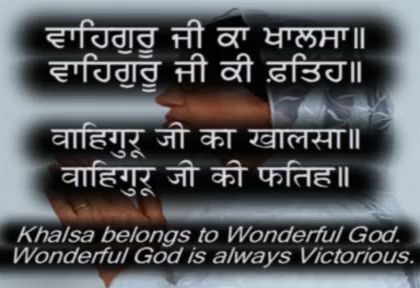 ਵਾਹਿਗੁਰੂ ਜੀ ਕਾ ਖਾਲਸਾ॥
ਵਾਹਿਗੁਰੂ ਜੀ ਕੀ ਫ਼ਤਿਹ॥
वाहिगुरू जी का खालसा॥
वाहिगुरू जी की फतिह॥
Khalsa belongs to Wonderful God.
Wonderful God is always Victorious.